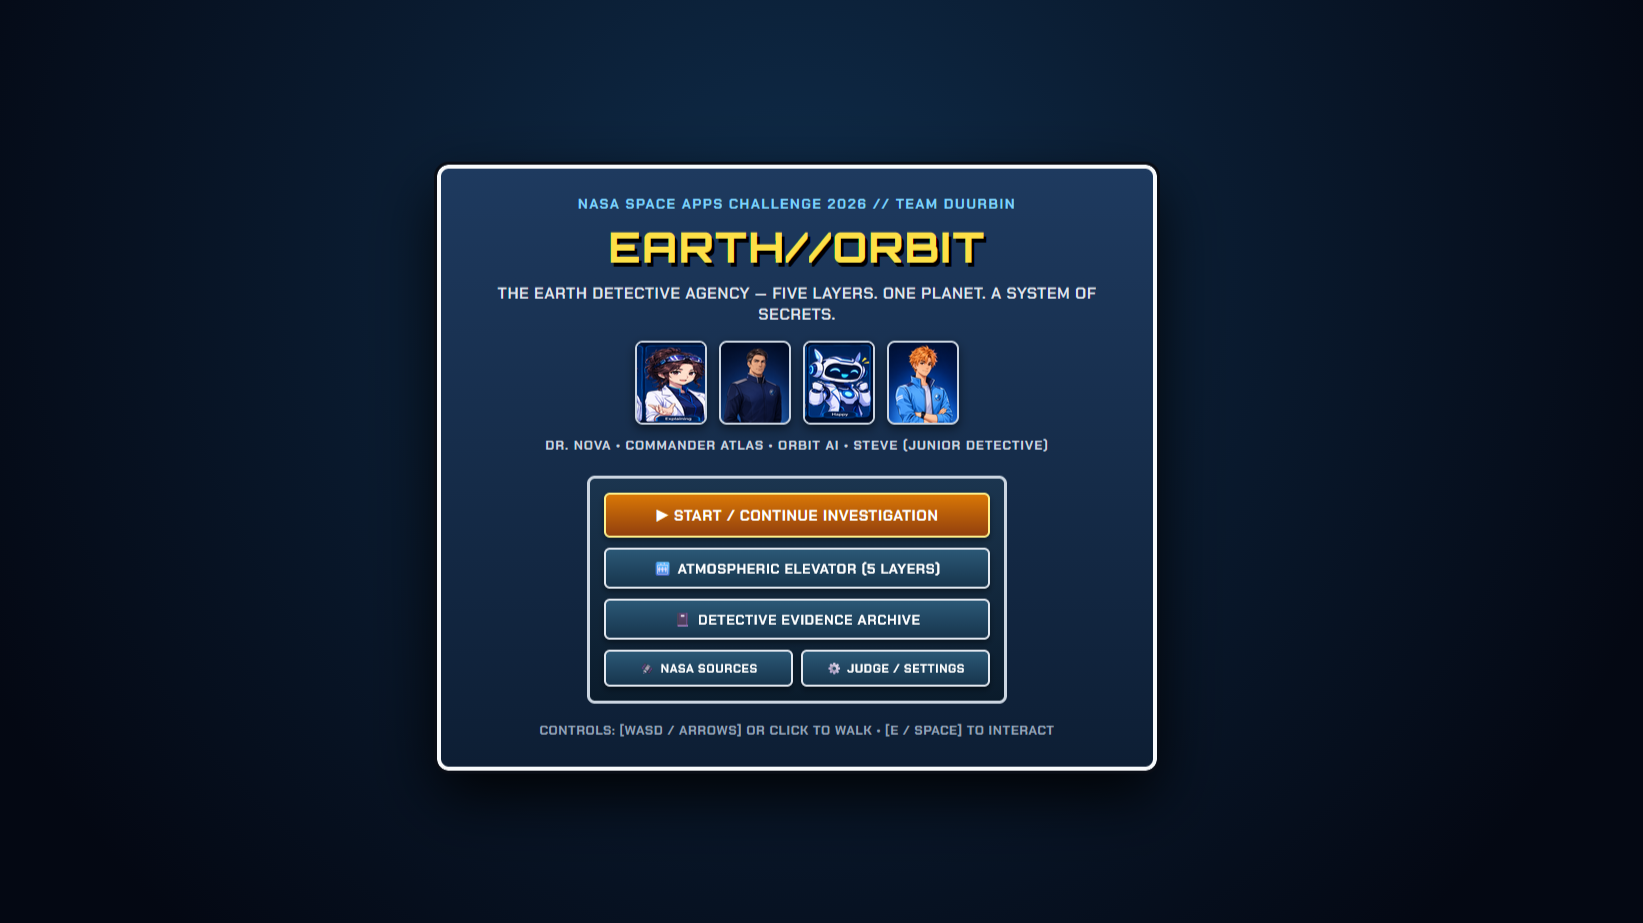 NASA SPACE APPS CHALLENGE 2026 // TEAM DUURBIN
EARTH//ORBIT
THE EARTH DETECTIVE AGENCY — FIVE LAYERS. ONE PLANET. A SYSTEM OF
SECRETS.
Explaining
Happy
DR. NOVA • COMMANDER ATLAS • ORBIT AI • STEVE (JUNIOR DETECTIVE)
▶ START / CONTINUE INVESTIGATION
ATMOSPHERIC ELEVATOR (5 LAYERS)
DETECTIVE EVIDENCE ARCHIVE
NASA SOURCES
JUDGE / SETTINGS
CONTROLS: [WASD / ARROWS] OR CLICK TO WALK • [E / SPACE] TO INTERACT